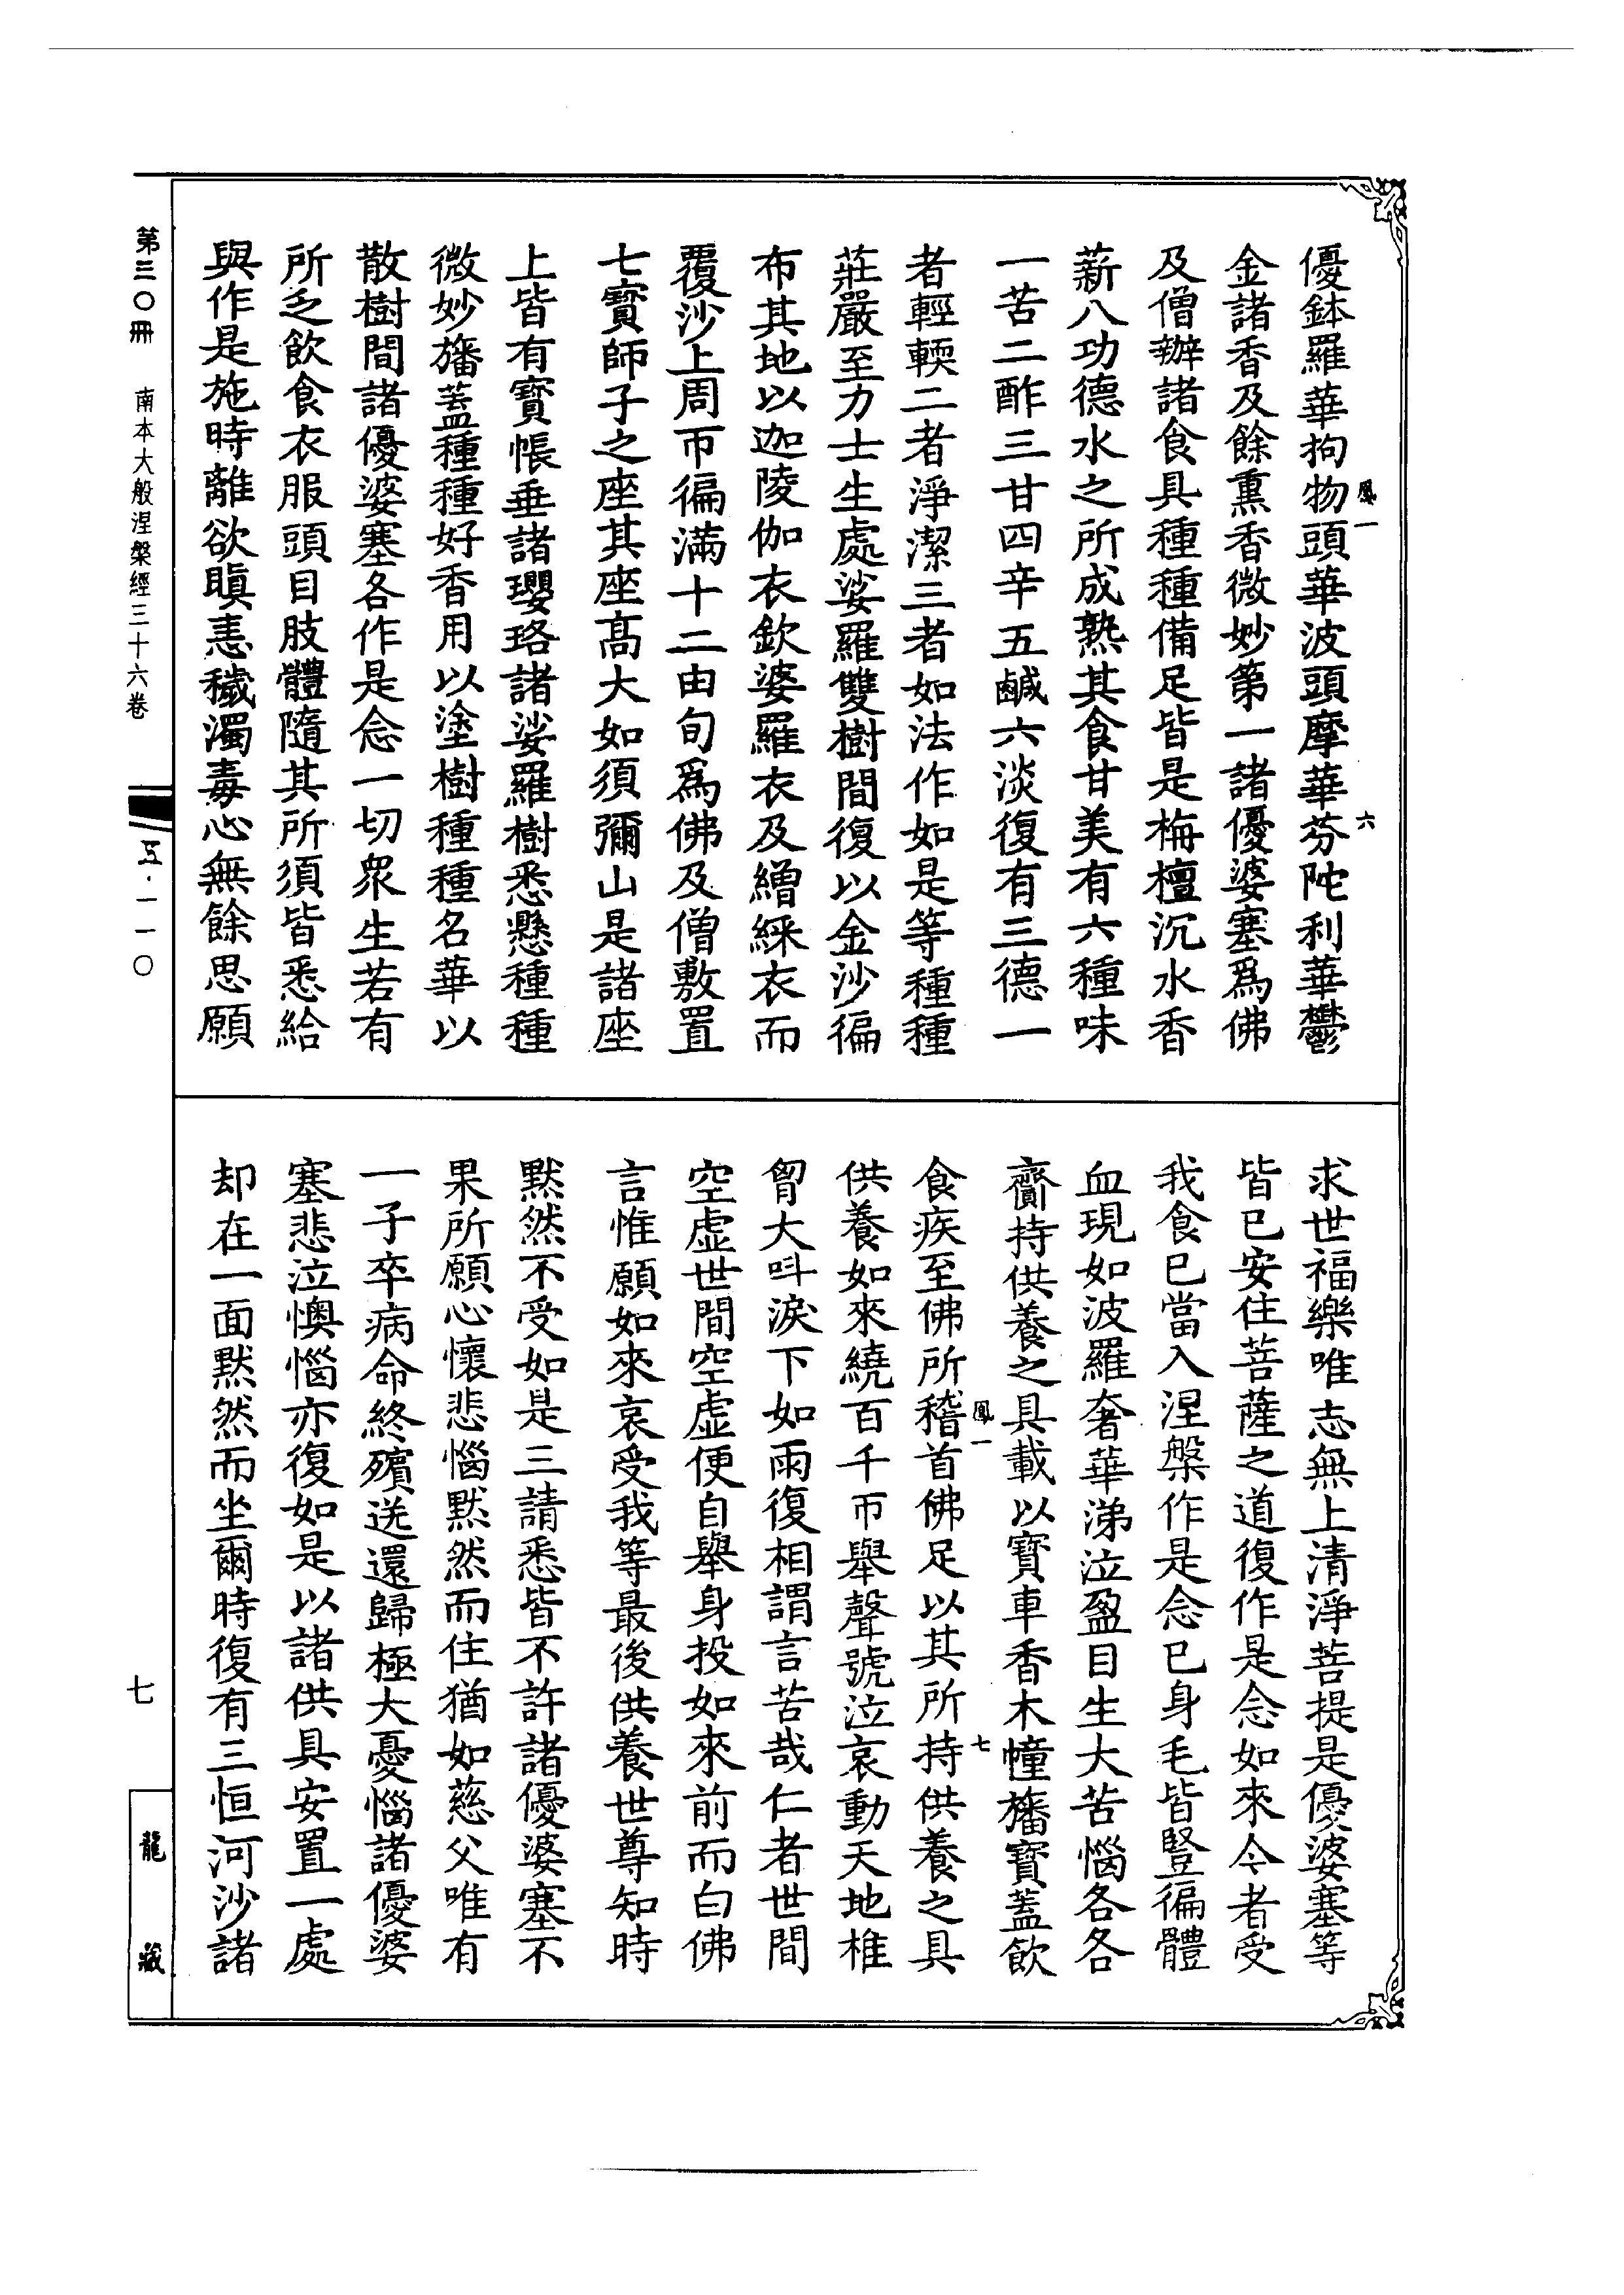 優鉢羅華拘物頭華波頭摩華芬陀利華鬱
金諸香及餘熏香微妙第一諸優婆塞爲佛
及僧辦諸食具種種備足皆是栴檀沉水香
薪八功德水之所成熟其食甘美有六種味
一苦二酢三甘四辛五鹹六淡復有三德一
者輕輭二者淨潔三者如法作如是等種種
莊嚴至力士生處娑羅雙樹間復以金沙徧
布其地以迦陵伽衣欽婆羅衣及繒綵衣而
覆沙上周帀徧滿十二由旬爲佛及僧敷置
七寶師子之座其座高大如須彌山是諸座
上皆有寶帳垂諸瓔珞諸娑羅樹悉懸種種
微妙旛蓋種種好香用以塗樹種種名華以
散樹間諸優婆塞各作是念一切衆生若有
所乏飲食衣服頭目肢體隨其所須皆悉給
與作是施時離欲瞋恚穢濁毒心無餘思願
鳳一
六
求世福樂唯志無上清淨菩提是優婆塞等
皆已安住菩薩之道復作是念如來今者受
我食已當入涅槃作是念已身毛皆豎徧體
血現如波羅奢華涕泣盈目生大苦惱各各
齎持供養之具載以寶車香木幢旛寶蓋飲
食疾至佛所稽首佛足以其所持供養之具
供養如來繞百千帀舉聲號泣哀動天地椎
胷大叫淚下如雨復相謂言苦哉仁者世間
空虛世間空虛便自舉身投如來前而白佛
言惟願如來哀受我等最後供養世尊知時
默然不受如是三請悉皆不許諸優婆塞不
果所願心懷悲惱默然而住猶如慈父唯有
一子卒病命終殯送還歸極大憂惱諸優婆
塞悲泣懊惱亦復如是以諸供具安置一處
却在一面默然而坐爾時復有三恒河沙諸
鳳一
七
第三〇冊 南本大般涅槃經三十六卷
五·一一〇
七
龍藏